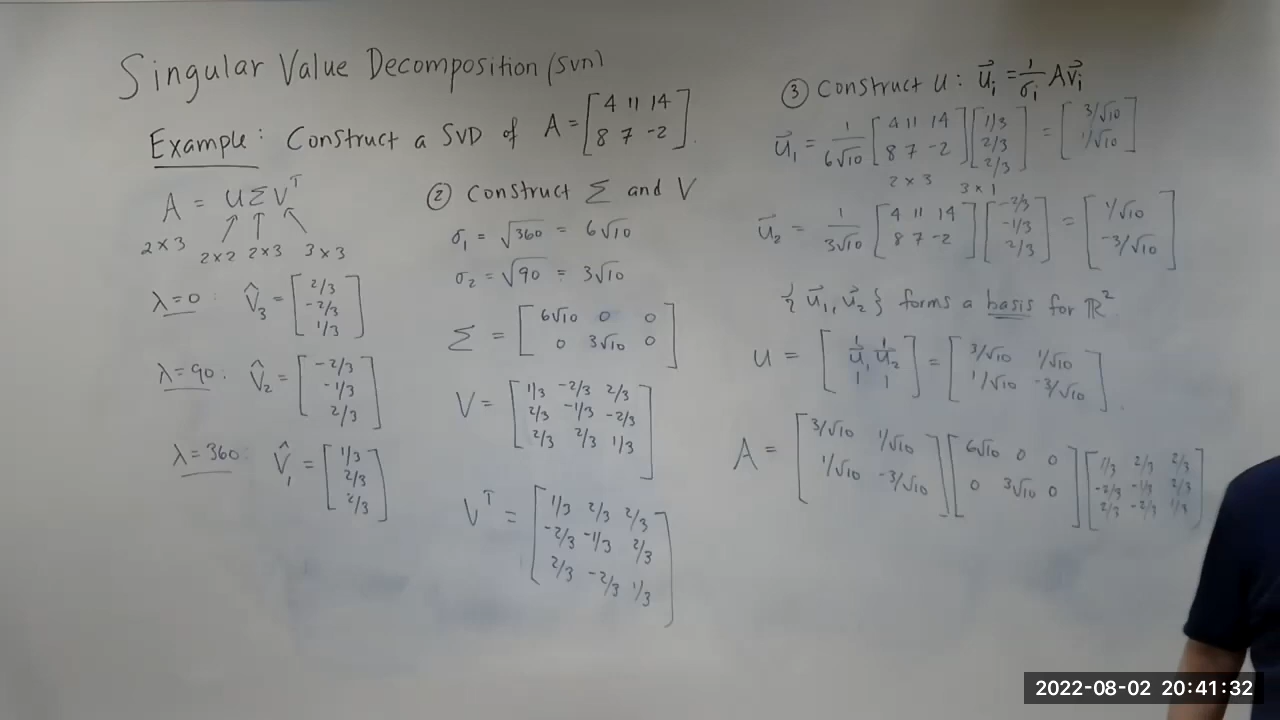 Singular Value Decomposition (SVD)
Example: Construct a SVD of A = [4 11 14
8 7 -2].
A = U Σ V^T
2×3 2×2 2×3 3×3
λ=0: v̂₃ = [2/3
-2/3
1/3]
λ=90: v̂₂ = [-2/3
-1/3
2/3]
λ=360: v̂₁ = [1/3
2/3
2/3]
② Construct Σ and V
σ₁ = √360 = 6√10
σ₂ = √90 = 3√10
Σ = [6√10 0 0
0 3√10 0]
V = [1/3 -2/3 2/3
2/3 -1/3 -2/3
2/3 2/3 1/3]
V^T = [1/3 2/3 2/3
-2/3 -1/3 2/3
2/3 -2/3 1/3]
③ Construct U: u⃗ᵢ = 1/σᵢ Av⃗ᵢ
u⃗₁ = 1/6√10 [4 11 14
8 7 -2] [1/3
2/3
2/3] = [3/√10
1/√10]
2×3 3×1
u⃗₂ = 1/3√10 [4 11 14
8 7 -2] [-2/3
-1/3
2/3] = [1/√10
-3/√10]
{u⃗₁, u⃗₂} forms a basis for ℝ²
U = [u⃗₁ u⃗₂] = [3/√10 1/√10
1/√10 -3/√10].
A = [3/√10 1/√10
1/√10 -3/√10] [6√10 0 0
0 3√10 0] [1/3 2/3 2/3
-2/3 -1/3 2/3
2/3 -2/3 1/3]
2022-08-02 20:41:32